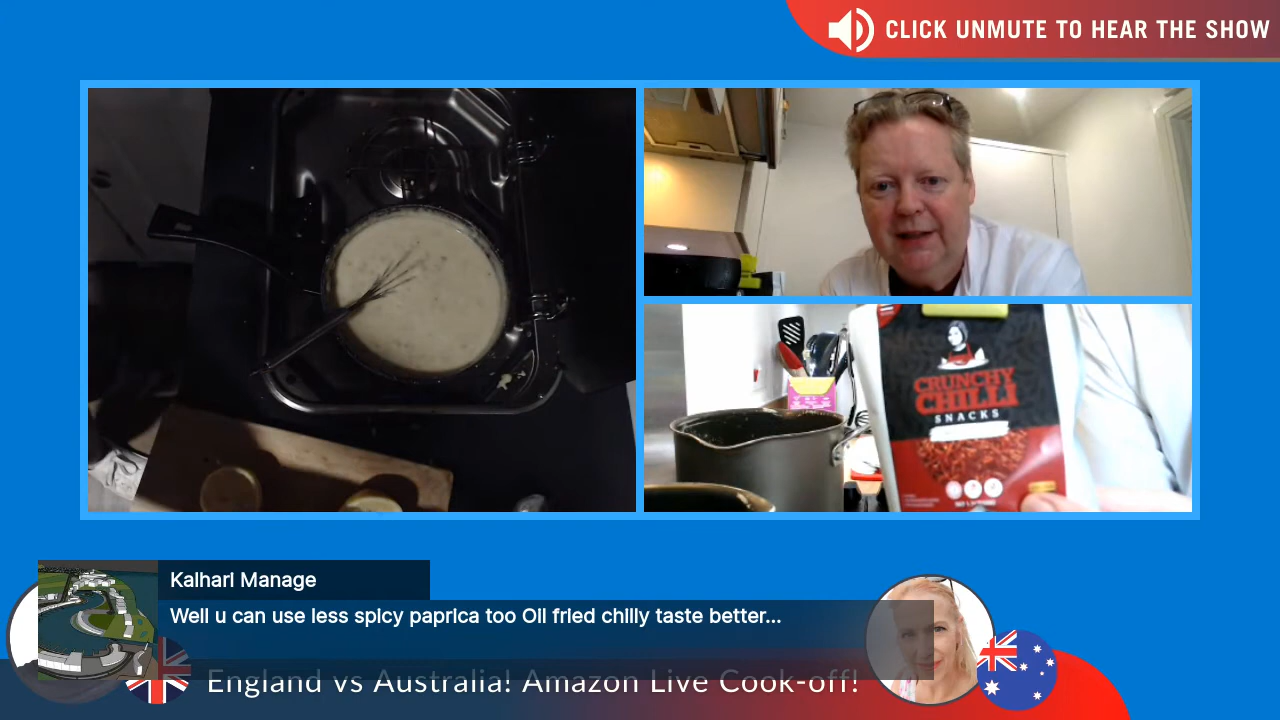 CLICK UNMUTE TO HEAR THE SHOW
CRUNCHY
CHILLI
SNACKS
Kalhari Manage
Well u can use less spicy paprica too Oil fried chilly taste better...
England vs Australia! Amazon Live Cook-off!